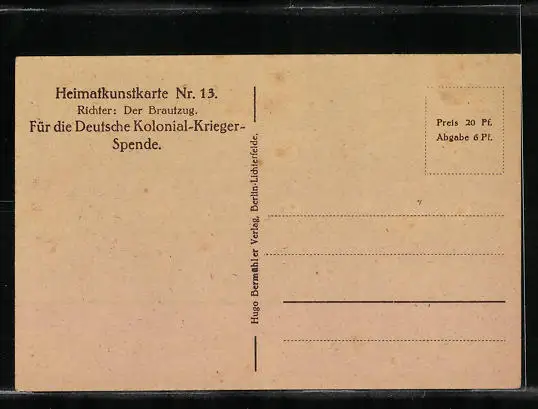 Heimatkunstkarte Nr. 13.
Richter: Der Brautzug.
Für die Deutsche Kolonial-Krieger-
Spende.
Hugo Bermühler Verlag, Berlin-Lichterfelde.
Preis 20 Pf.
Abgabe 6 Pf.